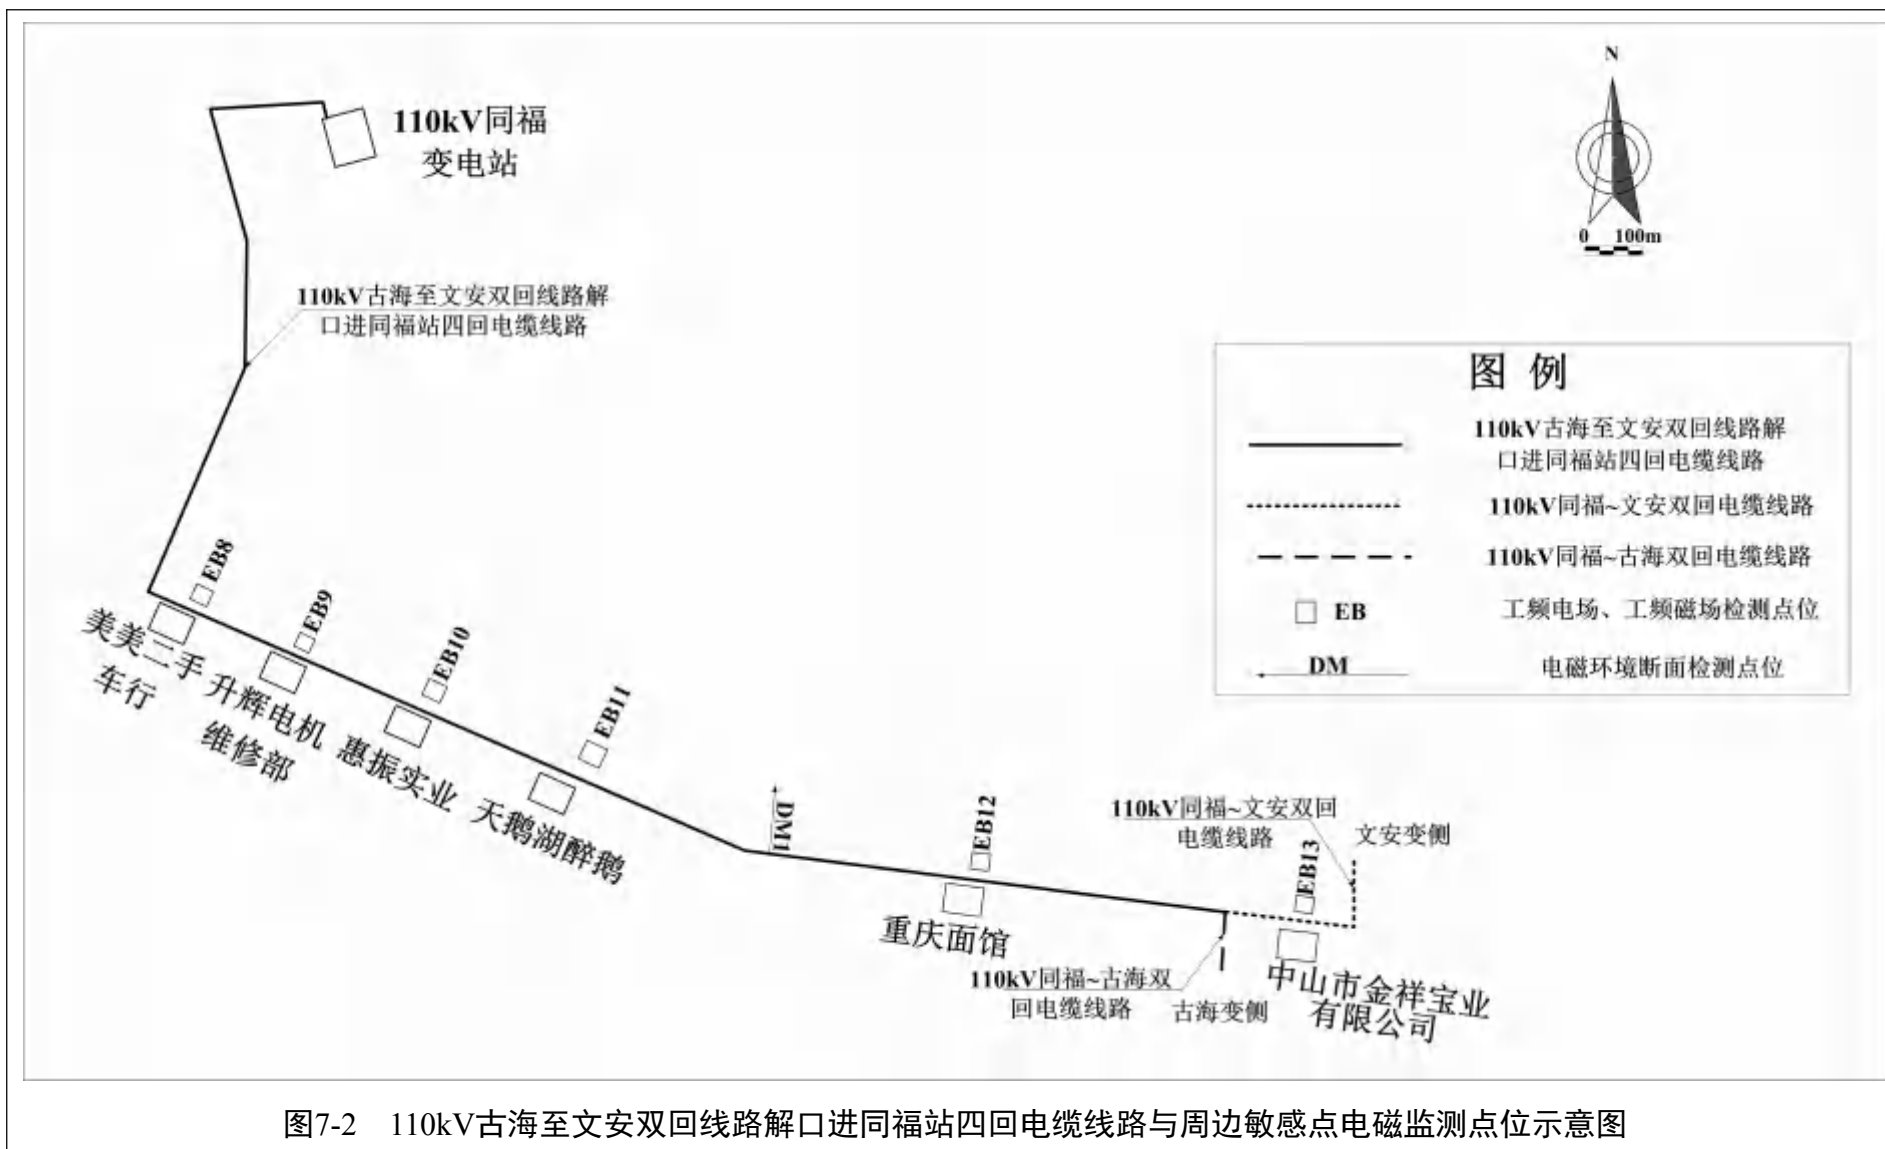 N
0 100m
110kV同福
变电站
110kV古海至文安双回线路解
口进同福站四回电缆线路
图 例
110kV古海至文安双回线路解
口进同福站四回电缆线路
110kV同福~文安双回电缆线路
110kV同福~古海双回电缆线路
EB 工频电场、工频磁场检测点位
DM 电磁环境断面检测点位
EB8
EB9
EB10
EB11
美美二手
车行
升辉电机
维修部
惠振实业
天鹅湖醉鹅
DM1
EB12
重庆面馆
110kV同福~文安双回
电缆线路
文安变侧
EB13
110kV同福~古海双
回电缆线路
古海变侧
中山市金祥宝业
有限公司
图7-2 110kV古海至文安双回线路解口进同福站四回电缆线路与周边敏感点电磁监测点位示意图